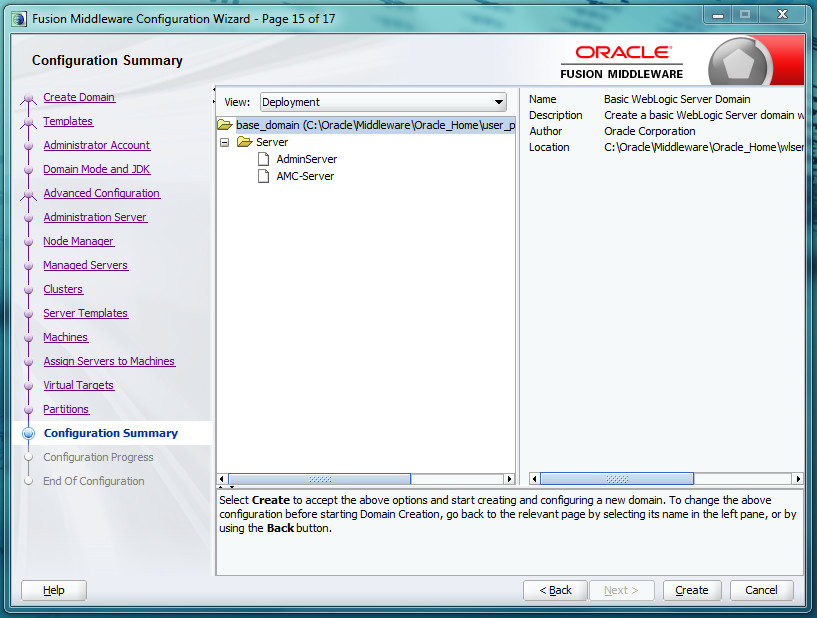 Fusion Middleware Configuration Wizard - Page 15 of 17
Configuration Summary
ORACLE
FUSION MIDDLEWARE
Create Domain
Templates
Administrator Account
Domain Mode and JDK
Advanced Configuration
Administration Server
Node Manager
Managed Servers
Clusters
Server Templates
Machines
Assign Servers to Machines
Virtual Targets
Partitions
Configuration Summary
Configuration Progress
End Of Configuration
View: Deployment
base_domain (C:\Oracle\Middleware\Oracle_Home\user_p
Server
AdminServer
AMC-Server
Name Basic WebLogic Server Domain
Description Create a basic WebLogic Server domain w
Author Oracle Corporation
Location C:\Oracle\Middleware\Oracle_Home\wlser
Select Create to accept the above options and start creating and configuring a new domain. To change the above
configuration before starting Domain Creation, go back to the relevant page by selecting its name in the left pane, or by
using the Back button.
Help
< Back
Next >
Create
Cancel